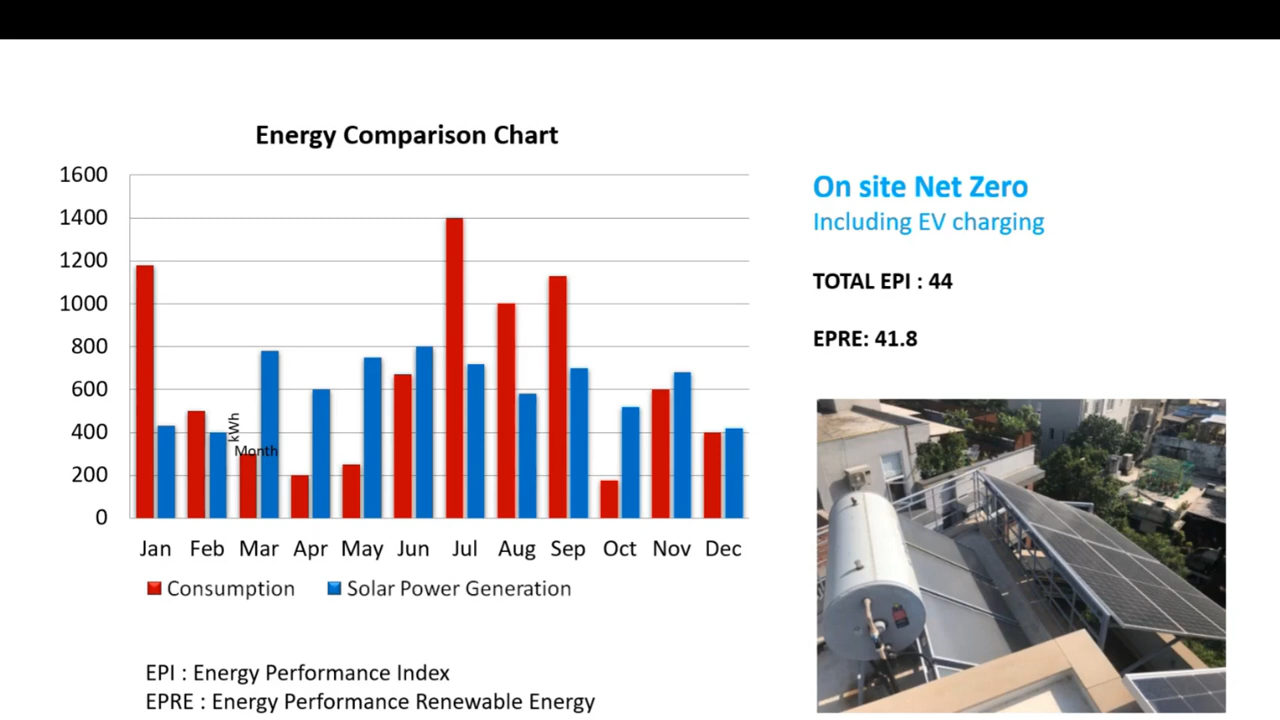 Energy Comparison Chart
1600
1400
1200
1000
800
600
400
200
0
kWh
Month
Jan Feb Mar Apr May Jun Jul Aug Sep Oct Nov Dec
Consumption Solar Power Generation
EPI : Energy Performance Index
EPRE : Energy Performance Renewable Energy
On site Net Zero
Including EV charging
TOTAL EPI : 44
EPRE: 41.8